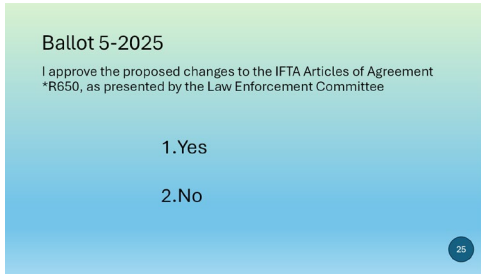 Ballot 5-2025
I approve the proposed changes to the IFTA Articles of Agreement
*R650, as presented by the Law Enforcement Committee
1.Yes
2.No
25